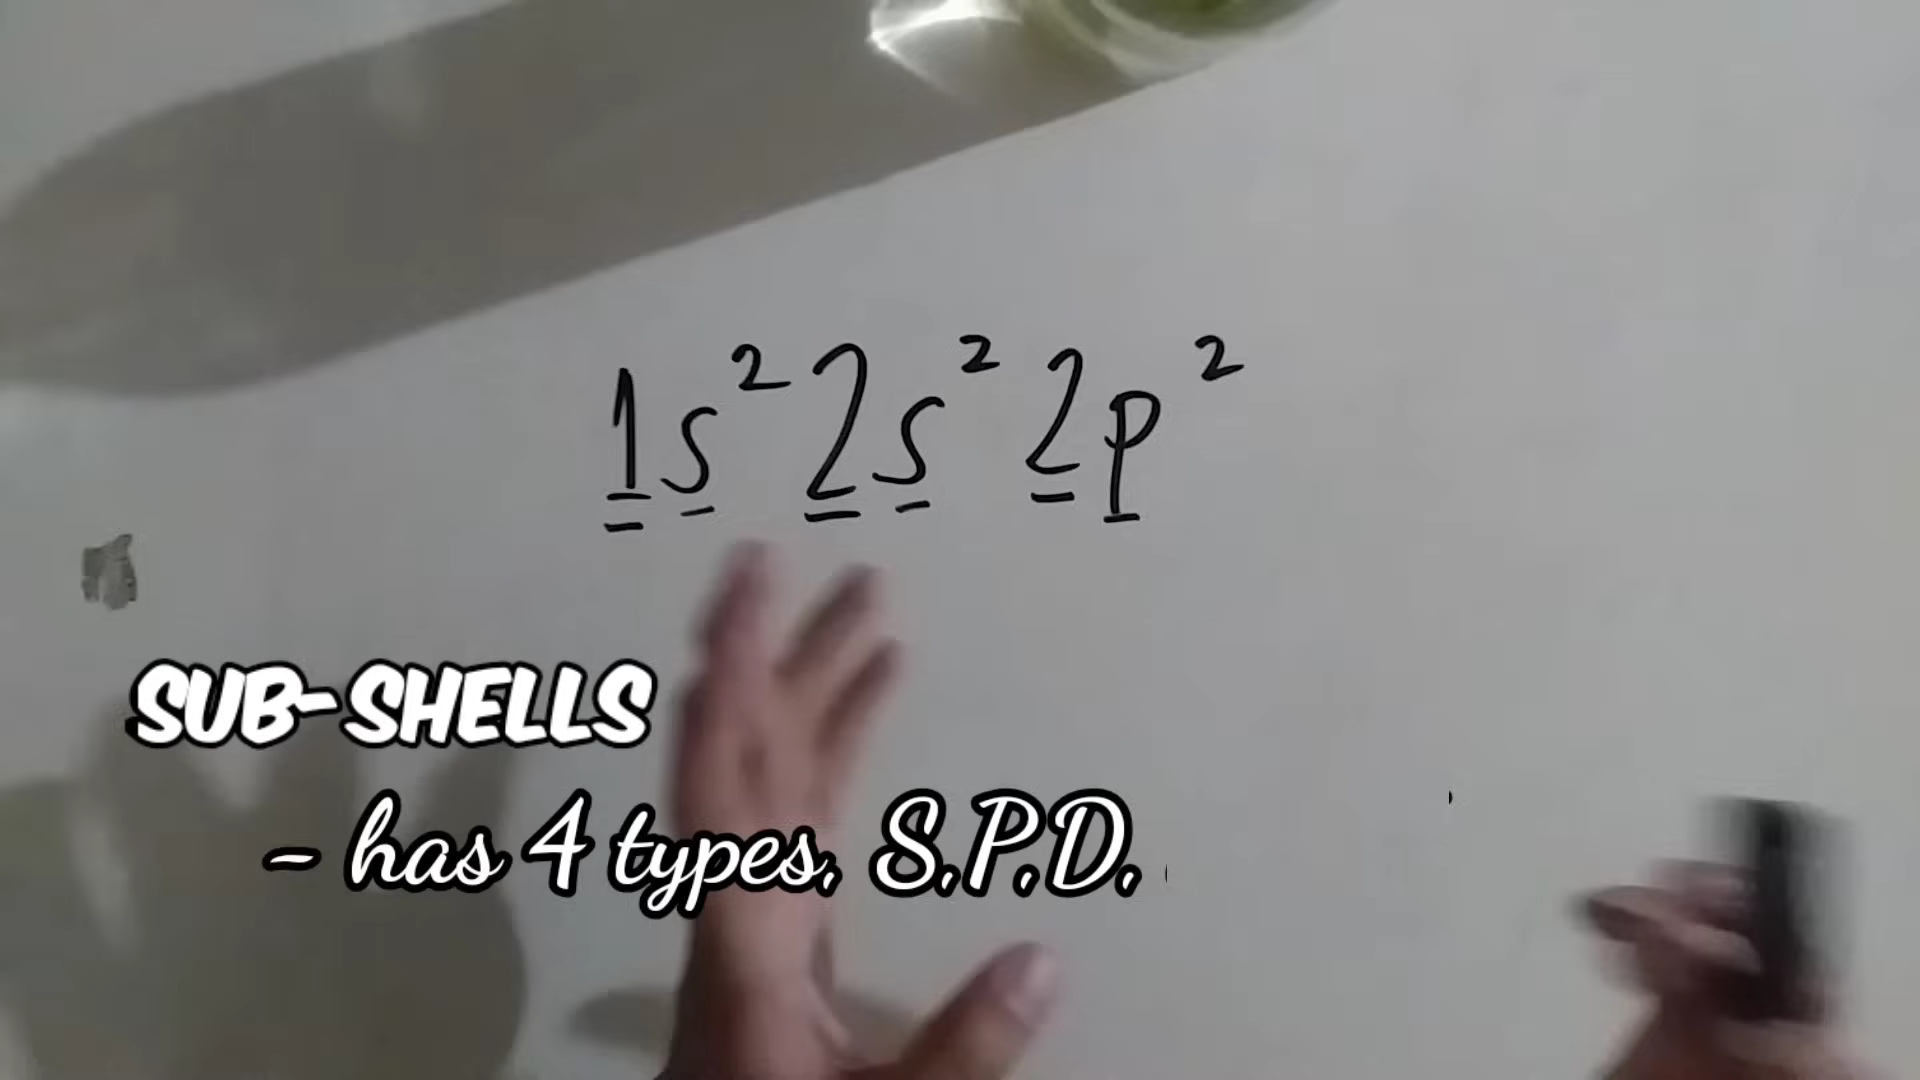 1s² 2s² 2p²
SUB-SHELLS
- has 4 types, S,P,D,